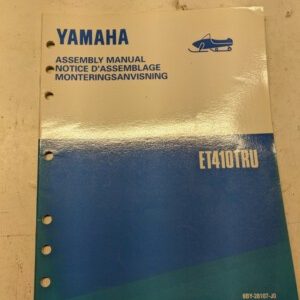 YAMAHA
ASSEMBLY MANUAL
NOTICE D'ASSEMBLAGE
MONTERINGSANVISNING
ET410TRU